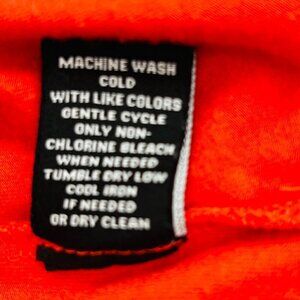 MACHINE WASH
COLD
WITH LIKE COLORS
GENTLE CYCLE
ONLY NON-
CHLORINE BLEACH
WHEN NEEDED
TUMBLE DRY LOW
COOL IRON
IF NEEDED
OR DRY CLEAN